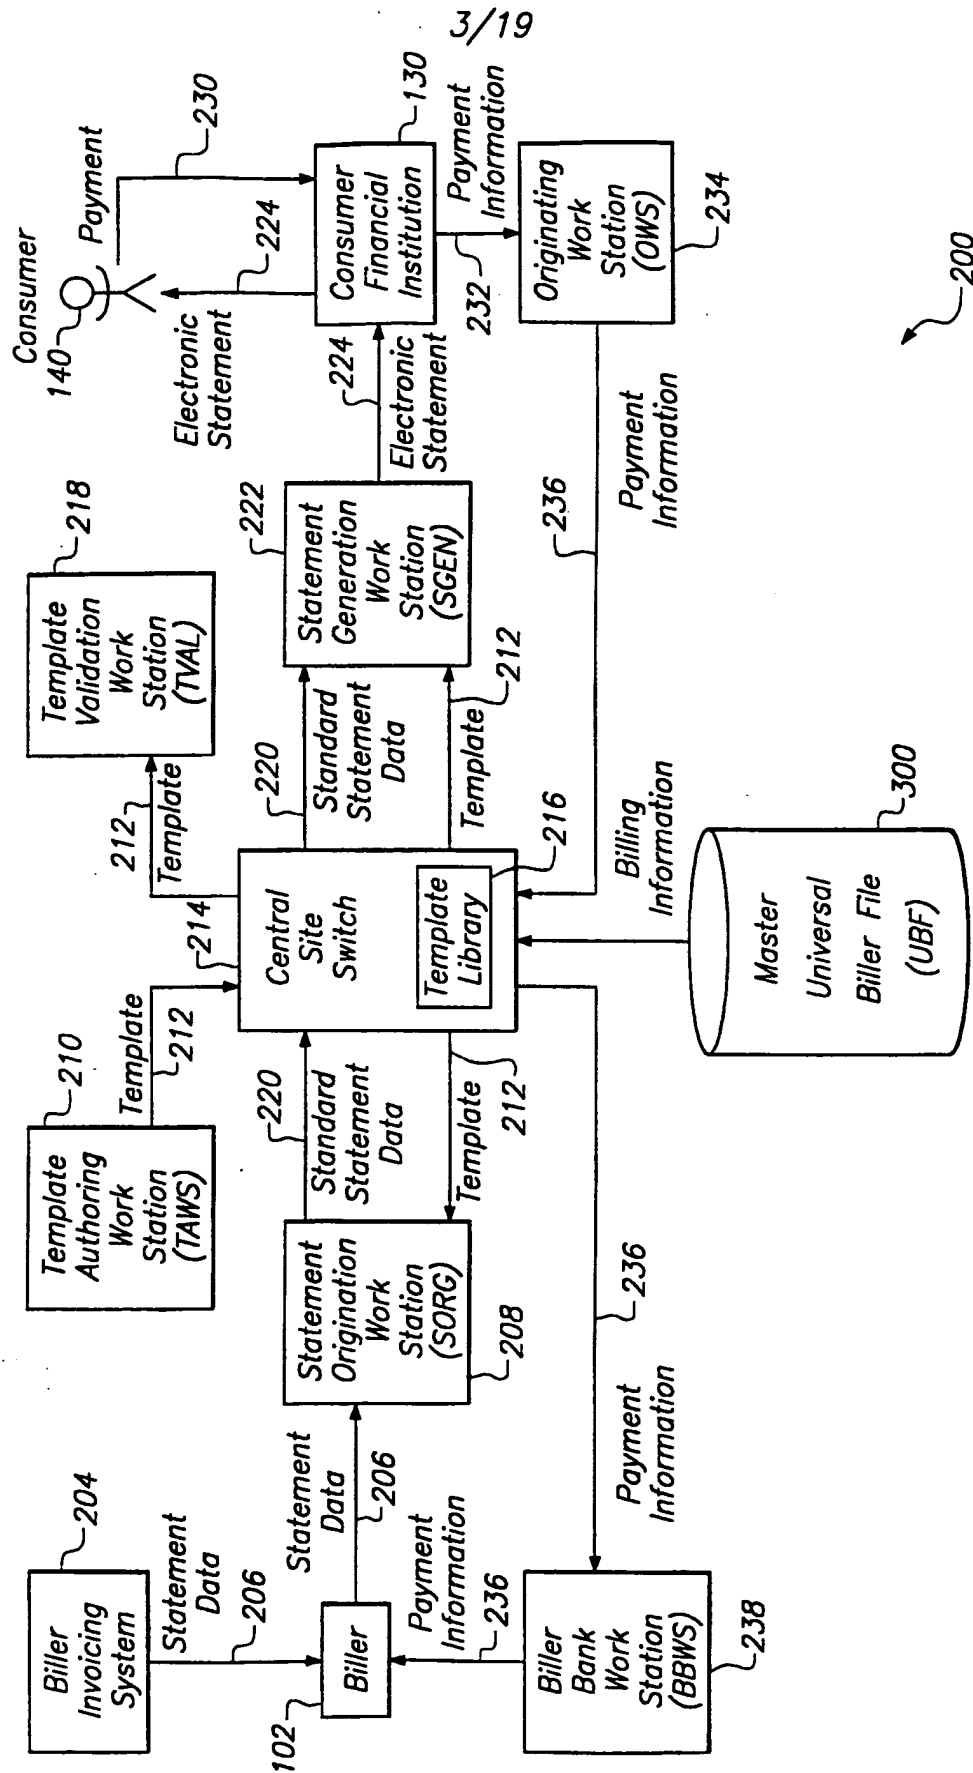 3/19
Biller
Invoicing
System
204
Statement
Data
206
Biller
102
Statement
Data
206
Payment
Information
236
Biller
Bank
Work
Station
(BBWS)
238
Template
Authoring
Work
Station
(TAWS)
210
Template
212
Statement
Origination
Work
Station
(SORG)
208
220
Standard
Statement
Data
Template
212
Payment
Information
236
Central
Site
Switch
214
Template
Library
216
Template
212
Template
Validation
Work
Station
(TVAL)
218
220
Standard
Statement
Data
Template
212
Statement
Generation
Work
Station
(SGEN)
222
224
Electronic
Statement
Consumer
140
Payment
230
Electronic
Statement
224
Consumer
Financial
Institution
130
Payment
Information
232
Originating
Work
Station
(OWS)
234
236
Payment
Information
Billing
Information
Master
Universal
Biller File
(UBF)
300
200